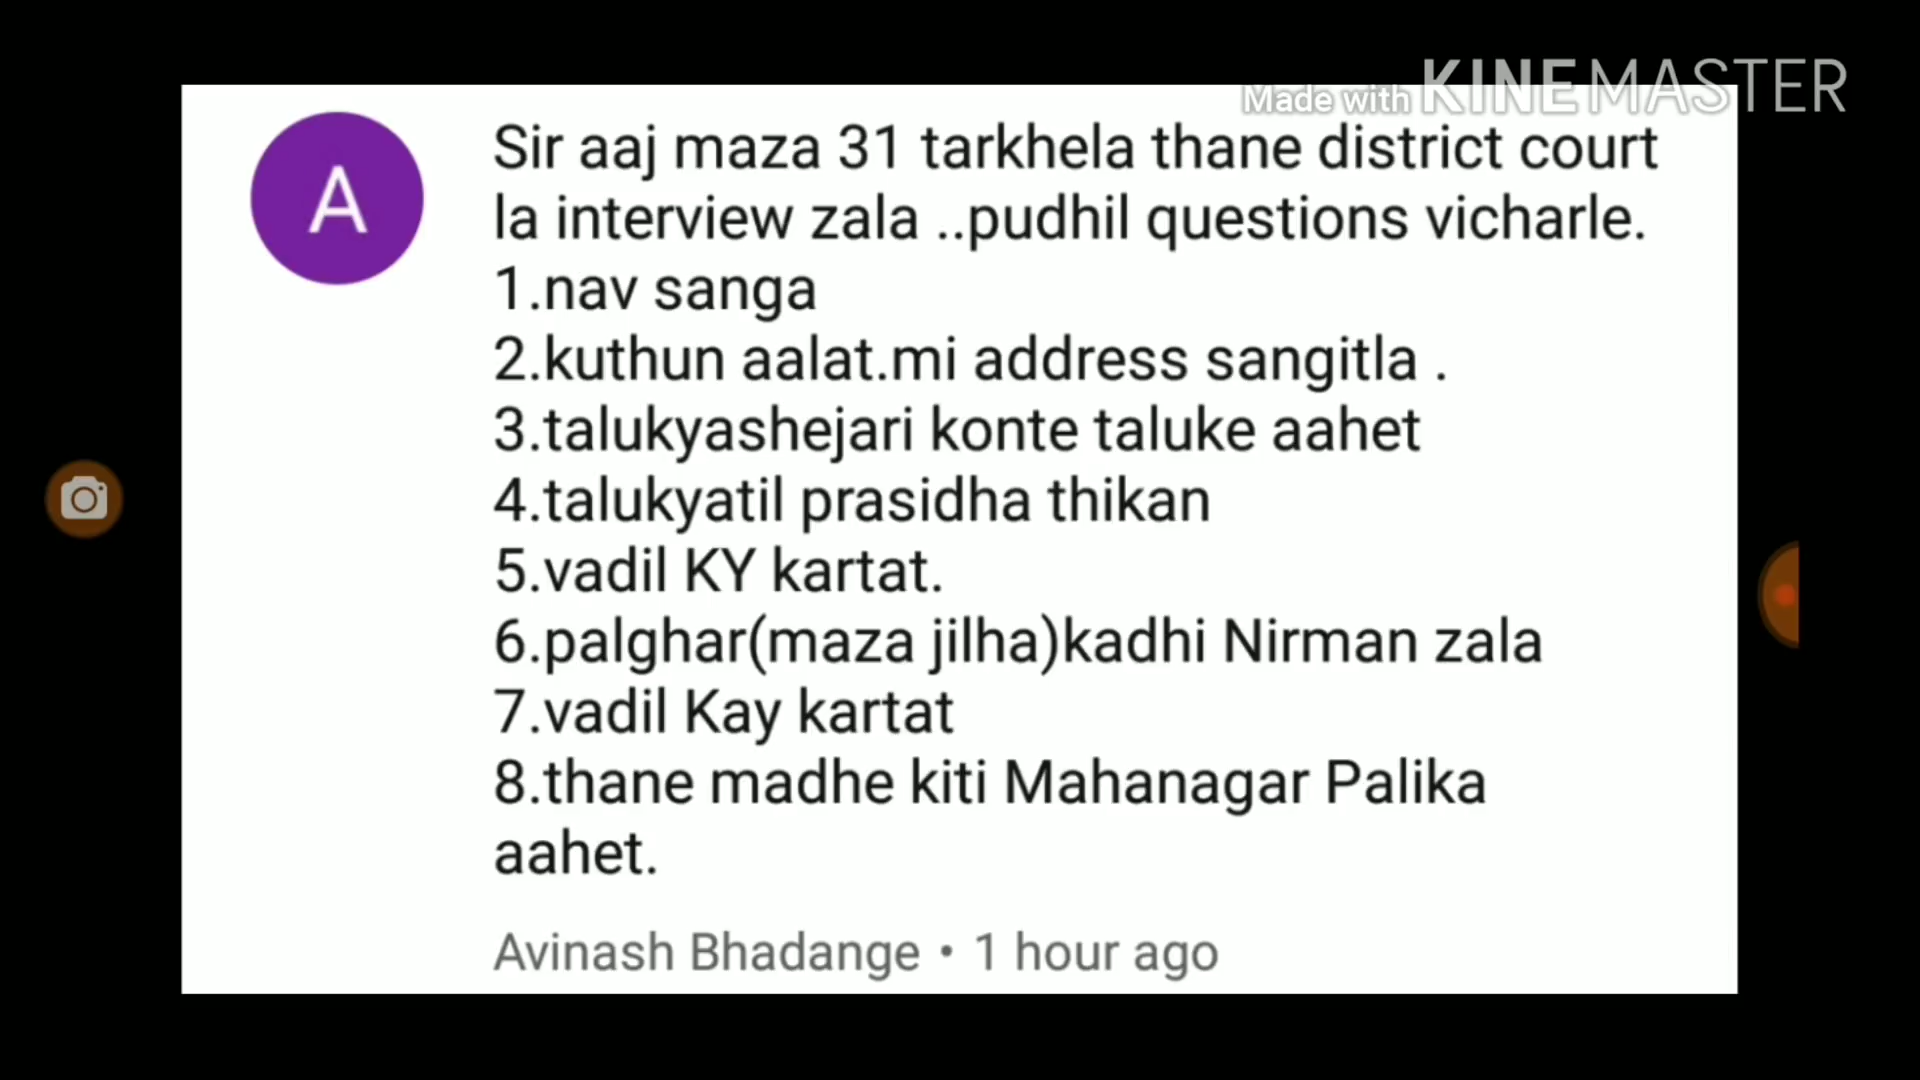 Made with KINEMASTER
A
Sir aaj maza 31 tarkhela thane district court
la interview zala ..pudhil questions vicharle.
1.nav sanga
2.kuthun aalat.mi address sangitla .
3.talukyashejari konte taluke aahet
4.talukyatil prasidha thikan
5.vadil KY kartat.
6.palghar(maza jilha)kadhi Nirman zala
7.vadil Kay kartat
8.thane madhe kiti Mahanagar Palika
aahet.
Avinash Bhadange • 1 hour ago